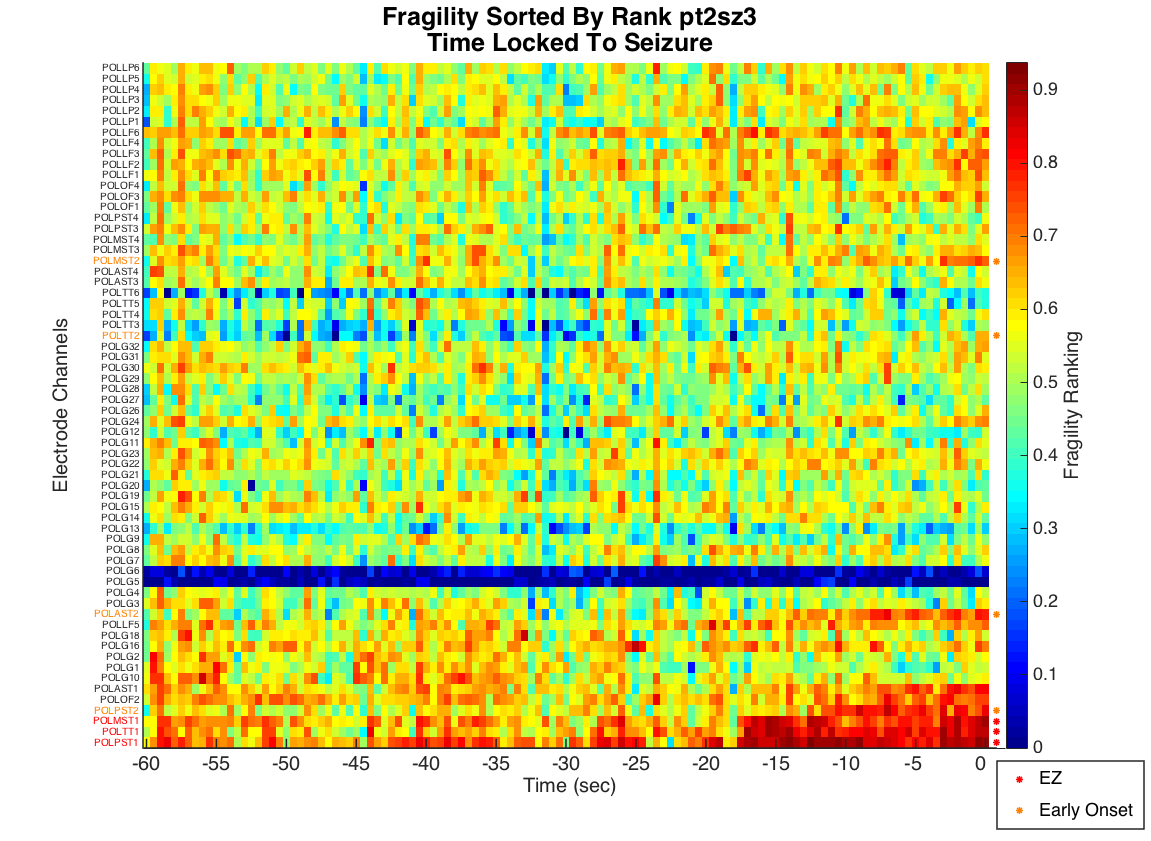 Fragility Sorted By Rank pt2sz3
Time Locked To Seizure
Electrode Channels
POLLP6
POLLP5
POLLP4
POLLP3
POLLP2
POLLP1
POLLF6
POLLF4
POLLF3
POLLF2
POLLF1
POLOF4
POLOF3
POLOF1
POLPST4
POLPST3
POLMST4
POLMST3
POLMST2
POLAST4
POLAST3
POLTT6
POLTT5
POLTT4
POLTT3
POLTT2
POLG32
POLG31
POLG30
POLG29
POLG28
POLG27
POLG26
POLG24
POLG12
POLG11
POLG23
POLG22
POLG21
POLG20
POLG19
POLG15
POLG14
POLG13
POLG9
POLG8
POLG7
POLG6
POLG5
POLG4
POLG3
POLAST2
POLLF5
POLG18
POLG16
POLG2
POLG1
POLG10
POLAST1
POLOF2
POLPST2
POLMST1
POLTT1
POLPST1
-60 -55 -50 -45 -40 -35 -30 -25 -20 -15 -10 -5 0
Time (sec)
0.9
0.8
0.7
0.6
0.5
0.4
0.3
0.2
0.1
0
Fragility Ranking
EZ
Early Onset